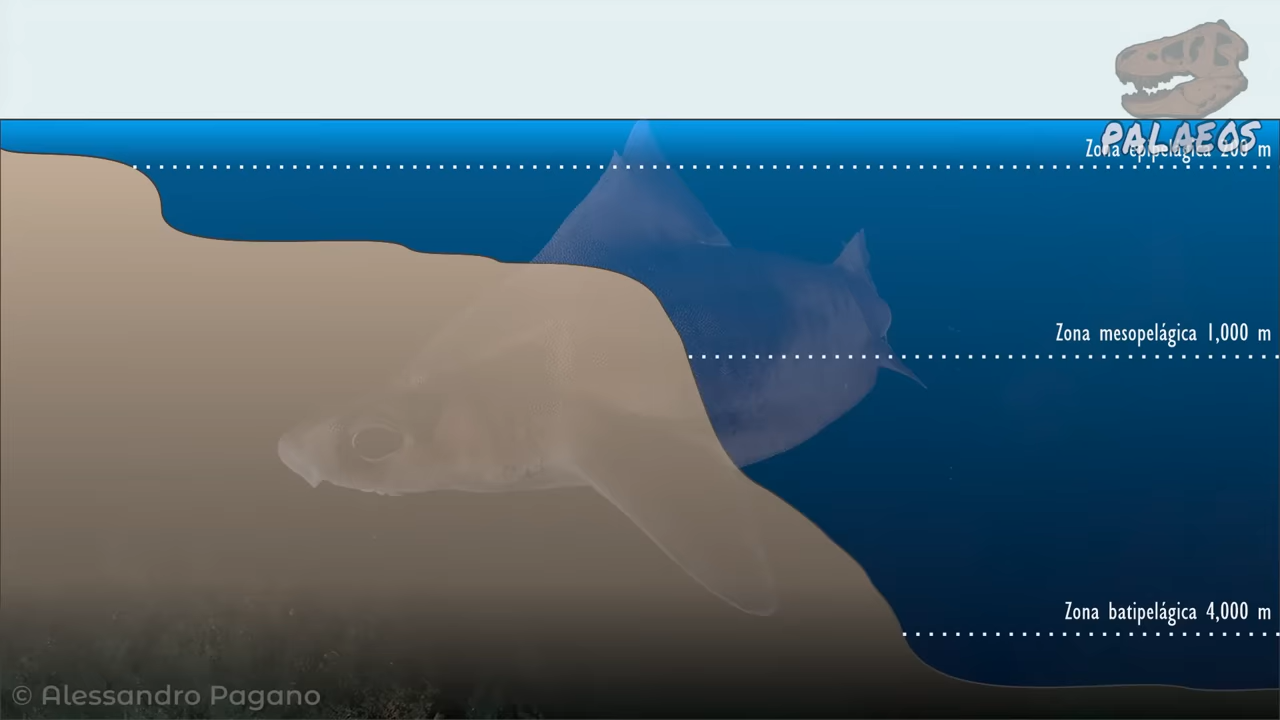 PALAEOS
Zona epipelágica 200 m
Zona mesopelágica 1,000 m
Zona batipelágica 4,000 m
© Alessandro Pagano